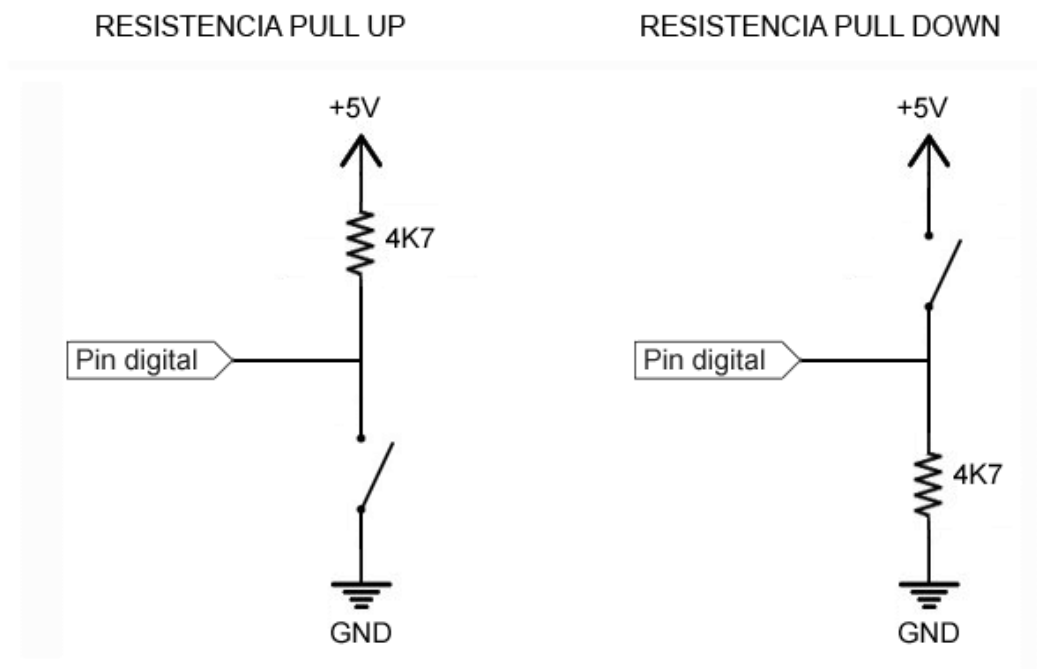 RESISTENCIA PULL UP
RESISTENCIA PULL DOWN
+5V
4K7
Pin digital
GND
+5V
Pin digital
4K7
GND